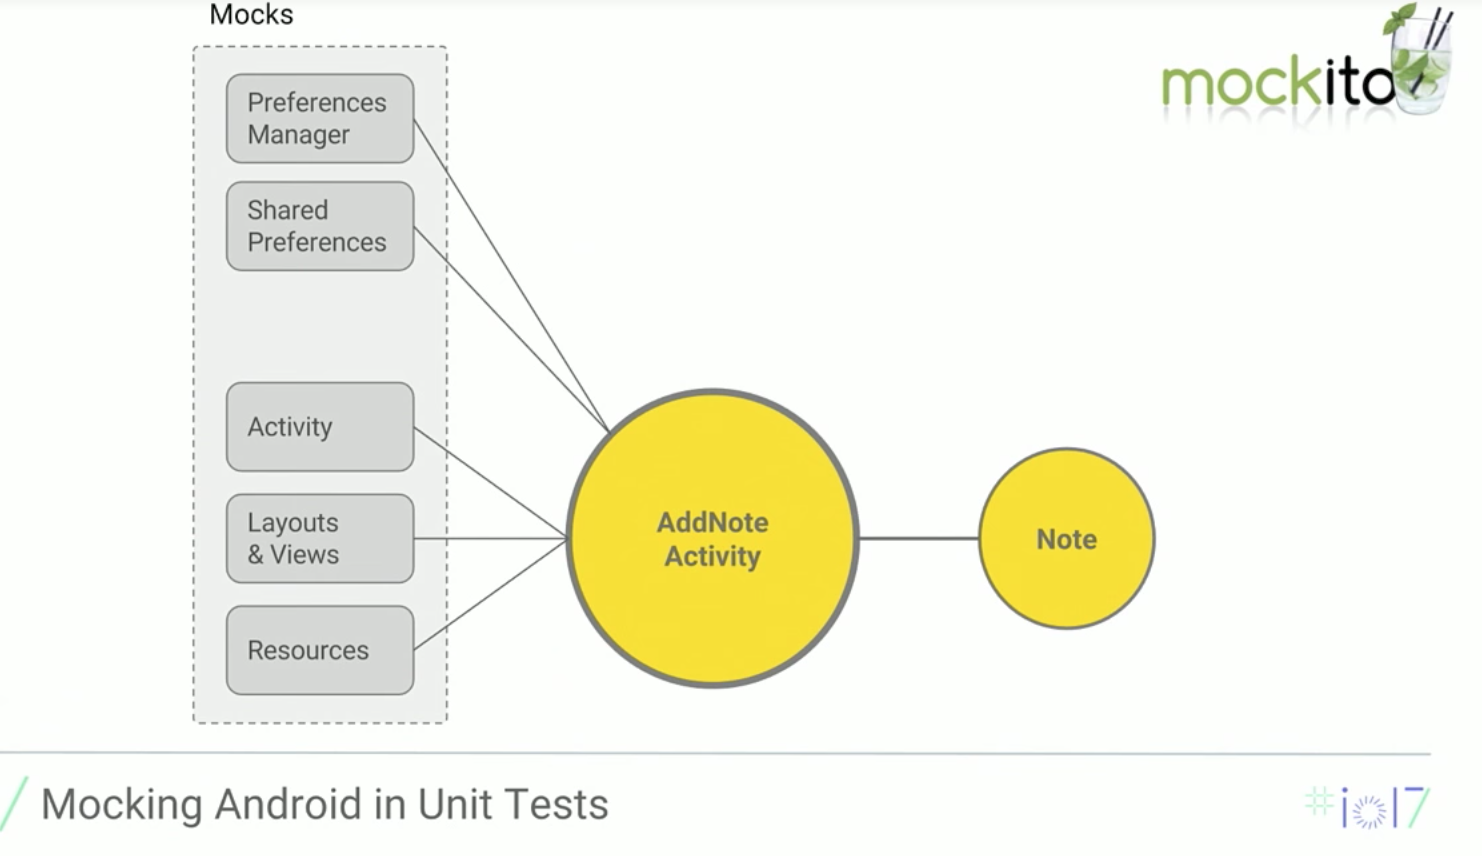 Mocks
mockito
Preferences
Manager
Shared
Preferences
Activity
Layouts
& Views
Resources
AddNote
Activity
Note
Mocking Android in Unit Tests
#io17